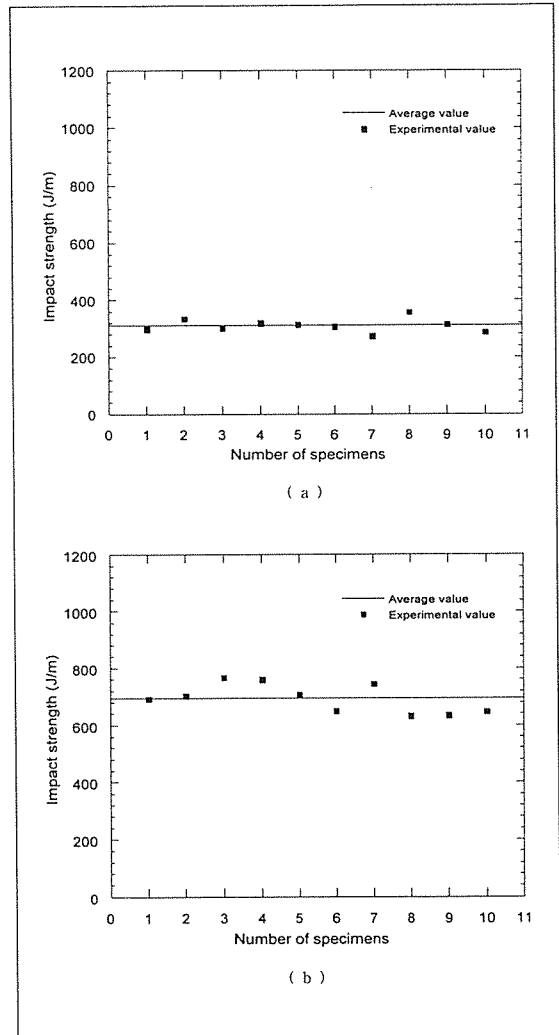 1200
1000
800
600
400
200
0
Impact strength (J/m)
Average value
Experimental value
0 1 2 3 4 5 6 7 8 9 10 11
Number of specimens
( a )
1200
1000
800
600
400
200
0
Impact strength (J/m)
Average value
Experimental value
0 1 2 3 4 5 6 7 8 9 10 11
Number of specimens
( b )